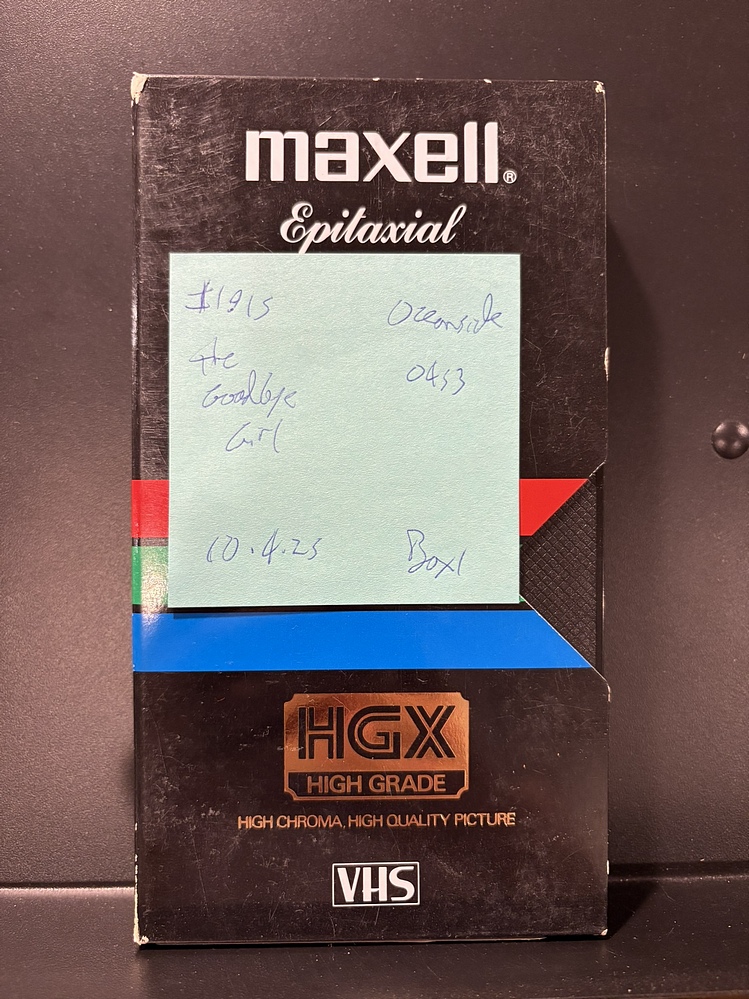 maxell®
Epitaxial
#1915
Oceanside
the
0453
Goodbye
Girl
10.4.25
Box 1
HGX
HIGH GRADE
HIGH CHROMA, HIGH QUALITY PICTURE
VHS